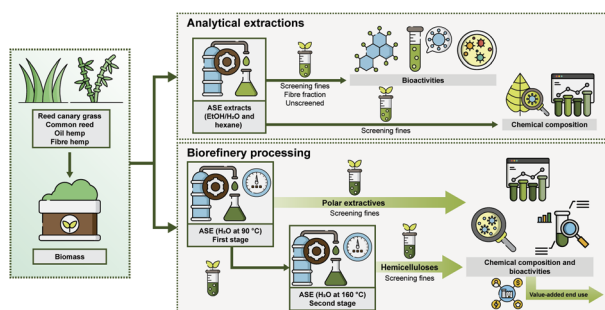 Reed canary grass
Common reed
Oil hemp
Fibre hemp
Biomass
Analytical extractions
ASE extracts
(EtOH/H₂O and
hexane)
Screening fines
Fibre fraction
Unscreened
Bioactivities
Screening fines
Chemical composition
Biorefinery processing
ASE (H₂O at 90 °C)
First stage
Polar extractives
Screening fines
ASE (H₂O at 160 °C)
Second stage
Hemicelluloses
Screening fines
Chemical composition and
bioactivities
Value-added end use